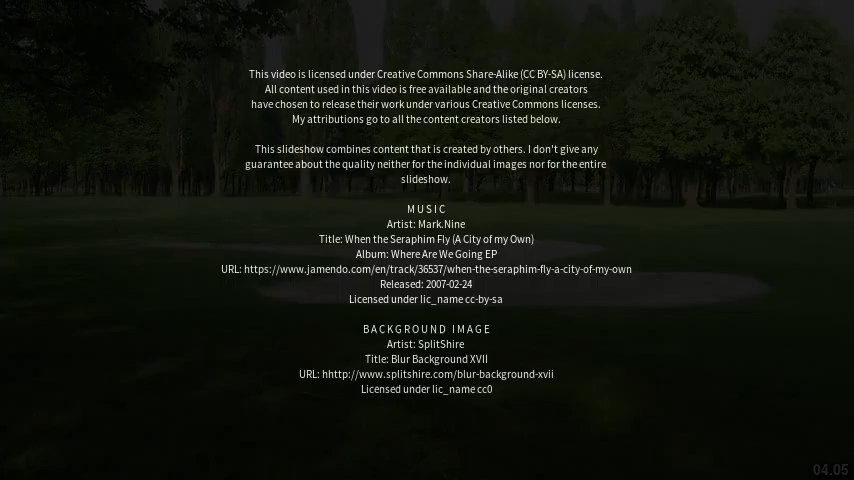 This video is licensed under Creative Commons Share-Alike (CC BY-SA) license.
All content used in this video is free available and the original creators
have chosen to release their work under various Creative Commons licenses.
My attributions go to all the content creators listed below.
This slideshow combines content that is created by others. I don't give any
guarantee about the quality neither for the individual images nor for the entire
slideshow.
MUSIC
Artist: Mark.Nine
Title: When the Seraphim Fly (A City of my Own)
Album: Where Are We Going EP
URL: https://www.jamendo.com/en/track/36537/when-the-seraphim-fly-a-city-of-my-own
Released: 2007-02-24
Licensed under lic_name cc-by-sa
BACKGROUND IMAGE
Artist: SplitShire
Title: Blur Background XVII
URL: hhttp://www.splitshire.com/blur-background-xvii
Licensed under lic_name cc0
04.05